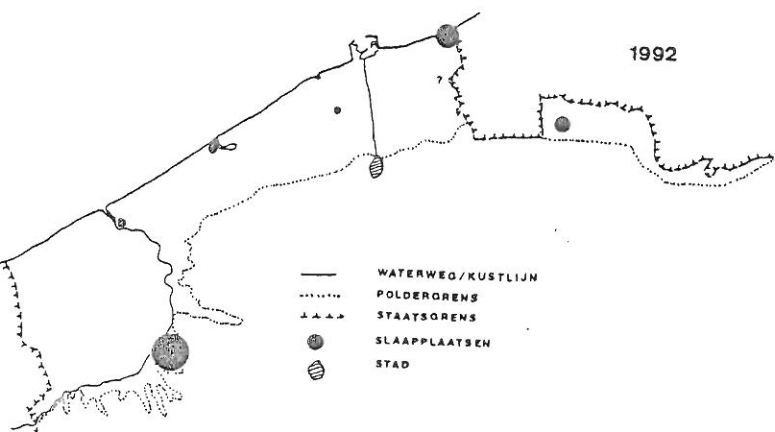 1992
?
WATERWEG/KUSTLIJN
POLDERGRENS
STAATSGRENS
SLAAPPLAATSEN
STAD